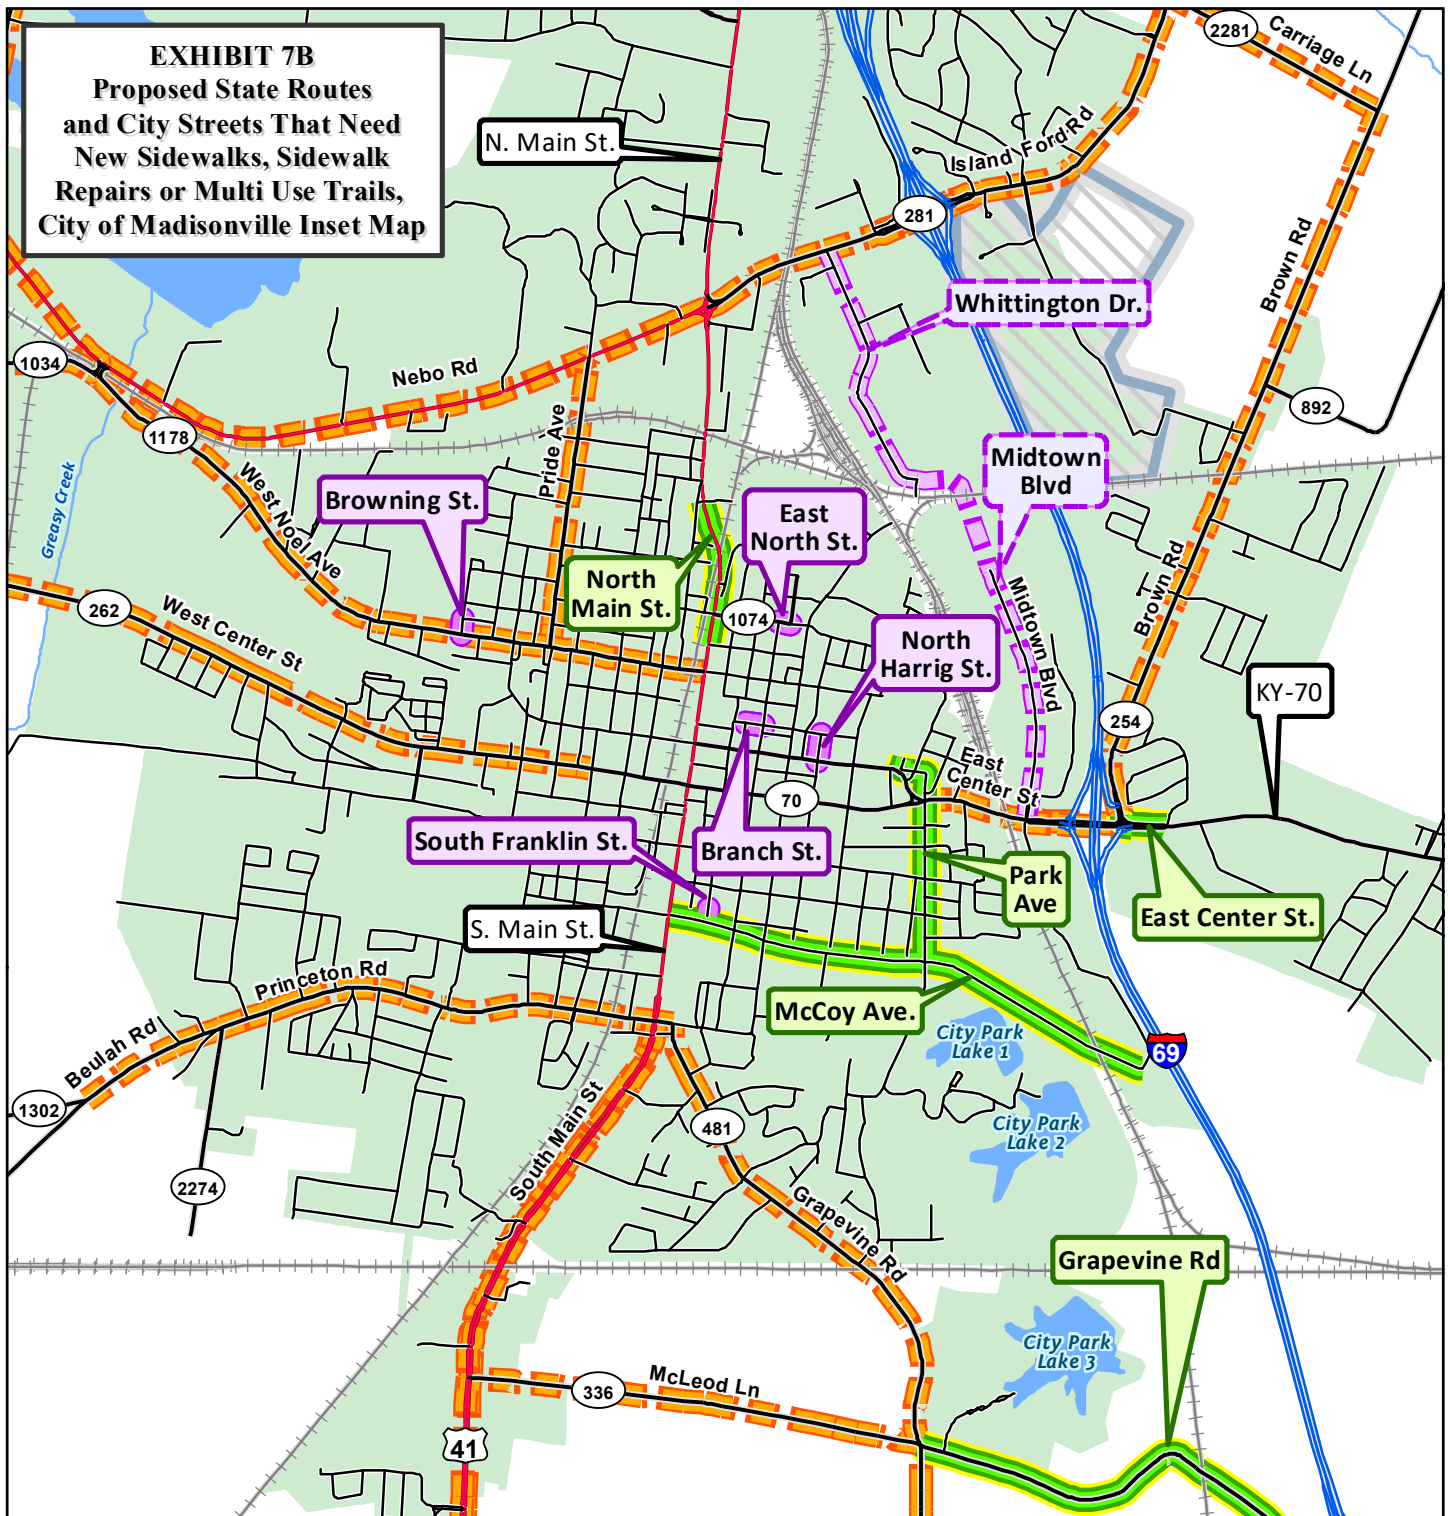 EXHIBIT 7B
Proposed State Routes
and City Streets That Need
New Sidewalks, Sidewalk
Repairs or Multi Use Trails,
City of Madisonville Inset Map
2281
Carriage Ln
N. Main St.
Island Ford Rd
281
Brown Rd
Whittington Dr.
1034
Nebo Rd
892
1178
Pride Ave
Midtown
Blvd
West Noel Ave
Browning St.
Greasy Creek
East
North St.
North
Main St.
Brown Rd
262
West Center St
1074
Midtown Blvd
North
Harrig St.
KY-70
254
East
Center St
70
South Franklin St.
Branch St.
Park
Ave
East Center St.
S. Main St.
Princeton Rd
McCoy Ave.
City Park
Lake 1
69
Beulah Rd
1302
South Main St
481
City Park
Lake 2
2274
Grapevine Rd
Grapevine Rd
City Park
Lake 3
336
McLeod Ln
41